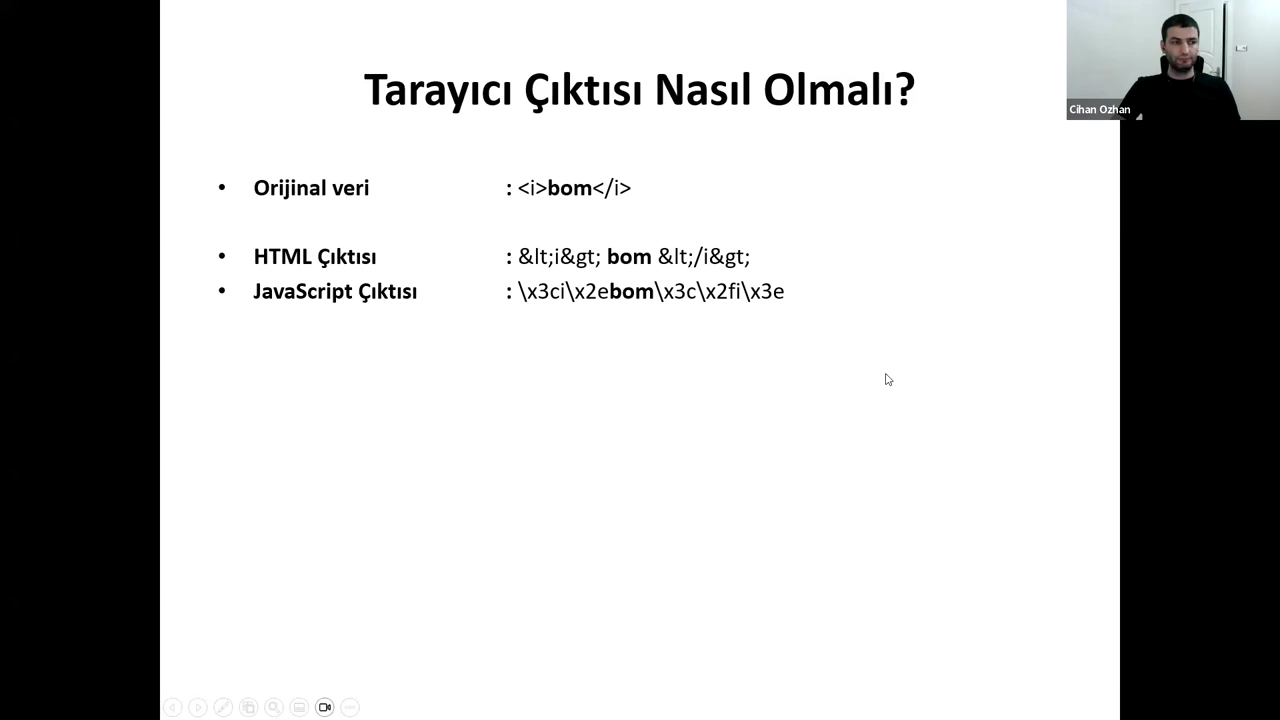 Tarayıcı Çıktısı Nasıl Olmalı?
Cihan Ozhan
• Orijinal veri : <i>bom</i>
• HTML Çıktısı : &lt;i&gt; bom &lt;/i&gt;
• JavaScript Çıktısı : \x3ci\x2ebom\x3c\x2fi\x3e